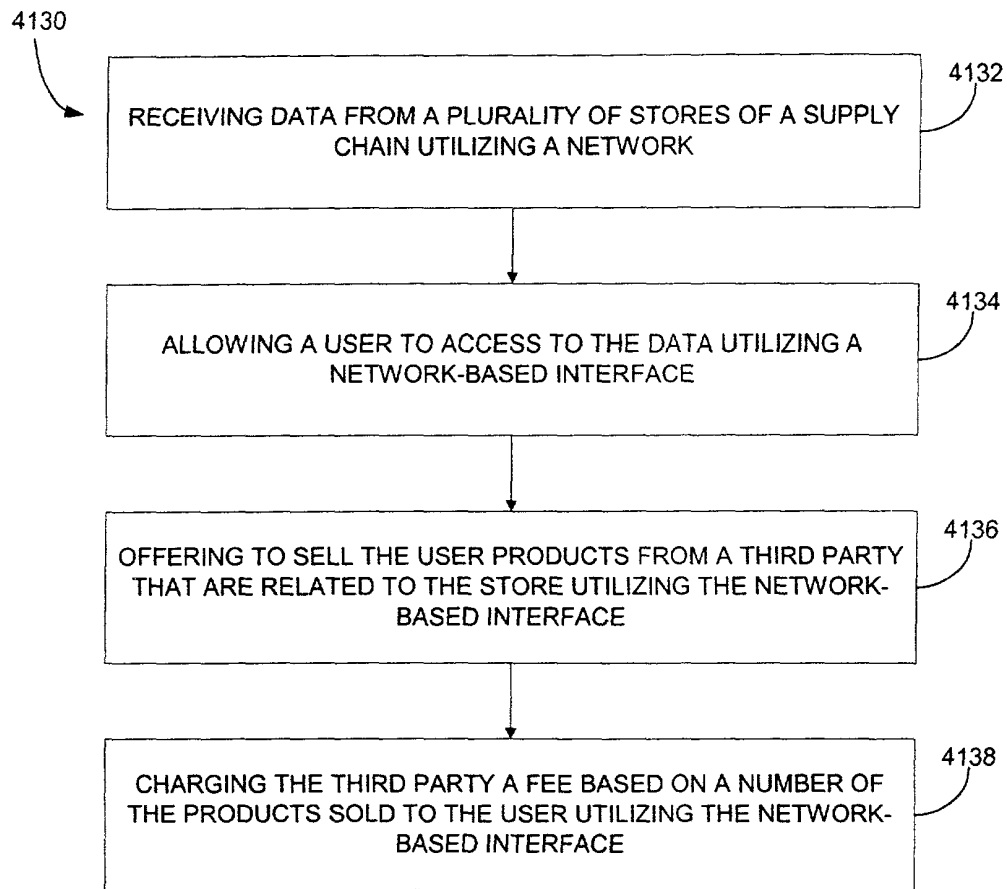 4130
4132
RECEIVING DATA FROM A PLURALITY OF STORES OF A SUPPLY
CHAIN UTILIZING A NETWORK
4134
ALLOWING A USER TO ACCESS TO THE DATA UTILIZING A
NETWORK-BASED INTERFACE
4136
OFFERING TO SELL THE USER PRODUCTS FROM A THIRD PARTY
THAT ARE RELATED TO THE STORE UTILIZING THE NETWORK-
BASED INTERFACE
4138
CHARGING THE THIRD PARTY A FEE BASED ON A NUMBER OF
THE PRODUCTS SOLD TO THE USER UTILIZING THE NETWORK-
BASED INTERFACE